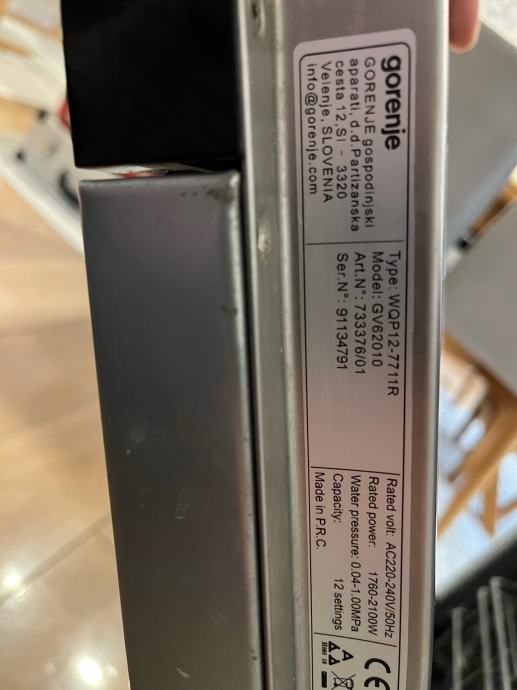 gorenje
GORENJE gospodinjski
aparati, d.d.Partizanska
cesta 12,SI - 3320
Velenje, SLOVENIA
info@gorenje.com
Type: WQP12-7711R
Model: GV62010
Art.N°: 733376/01
Ser.N°: 91134791
Rated volt: AC220-240V/50Hz
Rated power: 1760-2100W
Water pressure: 0.04-1.00MPa
Capacity: 12 settings
Made in P.R.C.
CE